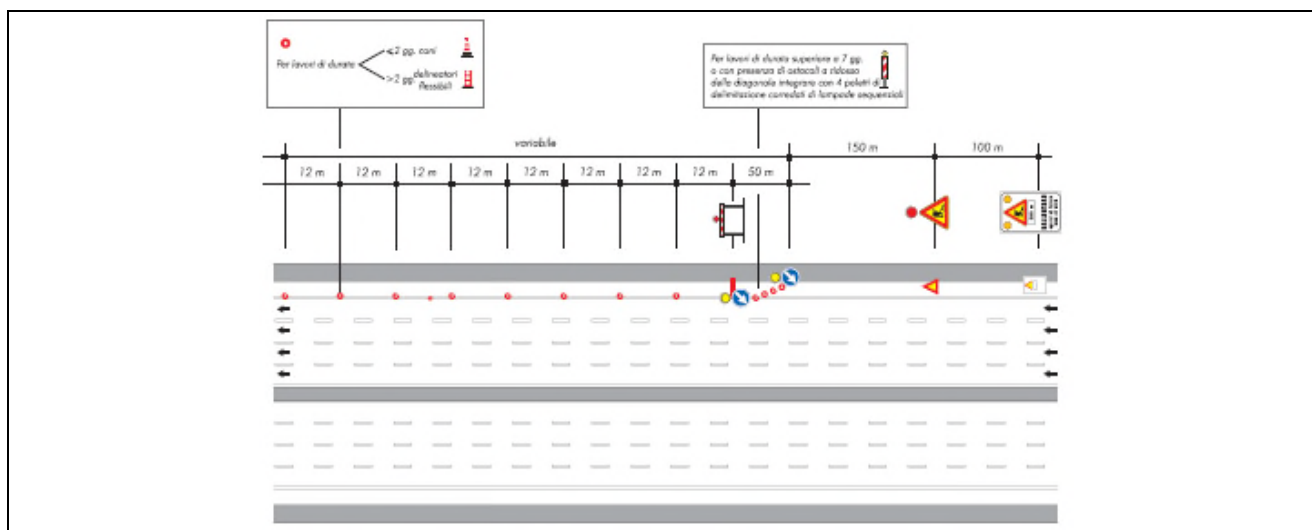 Per lavori di durata
⩽2 gg. coni
>2 gg. delineatori
flessibili
Per lavori di durata superiore a 7 gg.
o con presenza di ostacoli a ridosso
della diagonale integrare con 4 paletti di
delimitazione corredati di lampade sequenziali
variabile
150 m
100 m
12 m
12 m
12 m
12 m
12 m
12 m
12 m
12 m
50 m